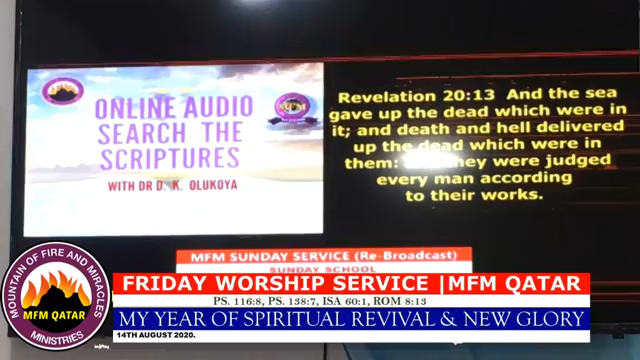 MFM QATAR
ONLINE AUDIO
SEARCH THE
SCRIPTURES
WITH DR D. K. OLUKOYA
MFM
Revelation 20:13 And the sea
gave up the dead which were in
it; and death and hell delivered
up the dead which were in
them: they were judged
every man according
to their works.
MFM SUNDAY SERVICE (Re-Broadcast)
SUNDAY SCHOOL
MOUNTAIN OF FIRE AND MIRACLES
MFM QATAR
MINISTRIES
FRIDAY WORSHIP SERVICE |MFM QATAR
PS. 116:8, PS. 138:7, ISA 60:1, ROM 8:13
MY YEAR OF SPIRITUAL REVIVAL & NEW GLORY
14TH AUGUST 2020.